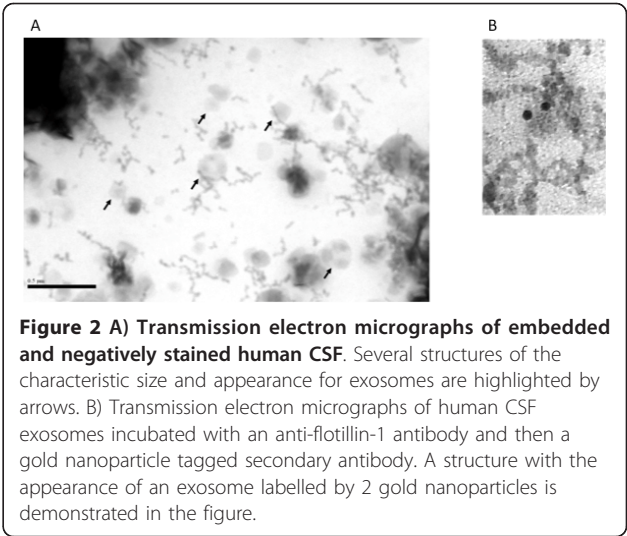 A
B
0.5 µm
Figure 2 A) Transmission electron micrographs of embedded
and negatively stained human CSF. Several structures of the
characteristic size and appearance for exosomes are highlighted by
arrows. B) Transmission electron micrographs of human CSF
exosomes incubated with an anti-flotillin-1 antibody and then a
gold nanoparticle tagged secondary antibody. A structure with the
appearance of an exosome labelled by 2 gold nanoparticles is
demonstrated in the figure.